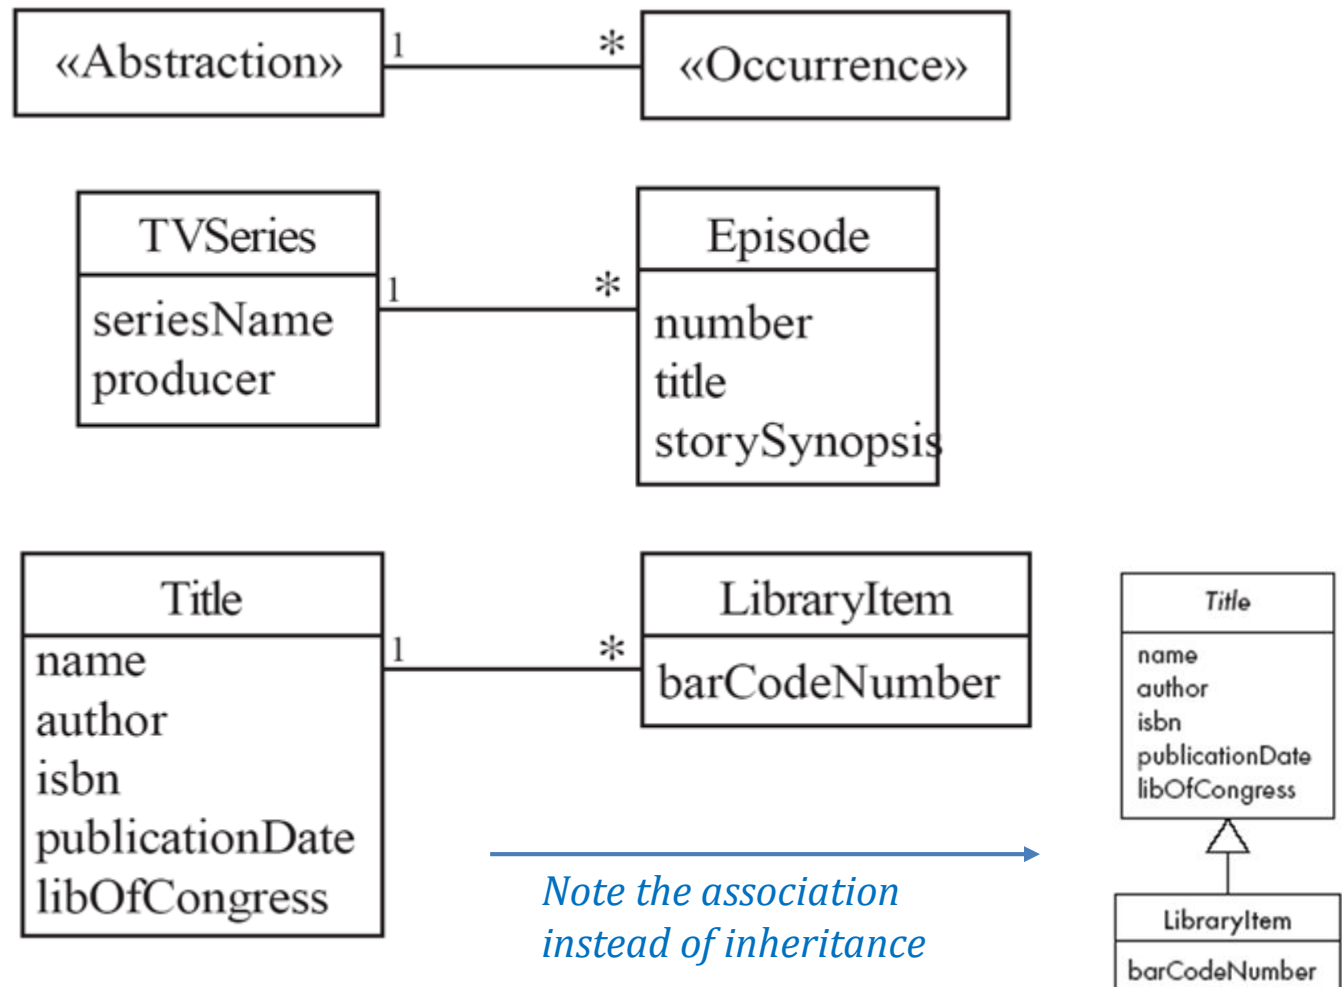 «Abstraction» 1 * «Occurrence»
TVSeries
seriesName
producer
1 *
Episode
number
title
storySynopsis
Title
name
author
isbn
publicationDate
libOfCongress
1 *
LibraryItem
barCodeNumber
Note the association
instead of inheritance
Title
name
author
isbn
publicationDate
libOfCongress
LibraryItem
barCodeNumber